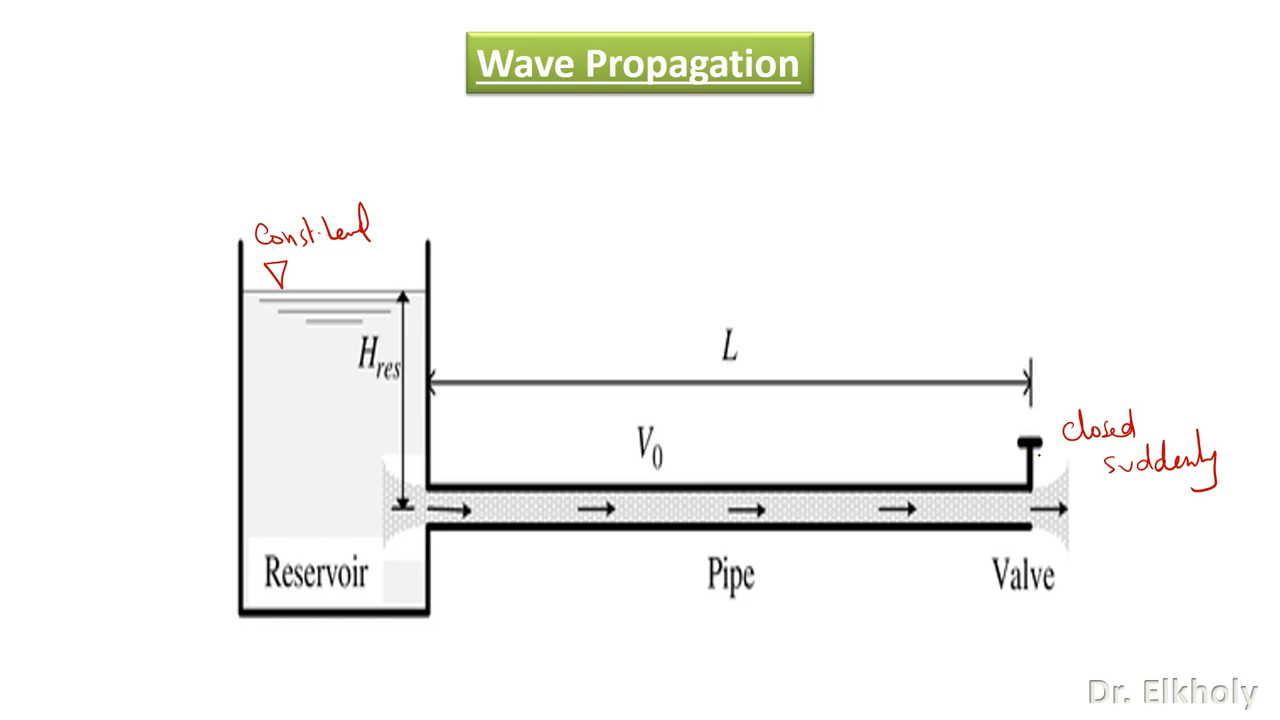 Wave Propagation
Const. Level
H_res
L
V_0
closed
suddenly
Reservoir
Pipe
Valve
Dr. Elkholy